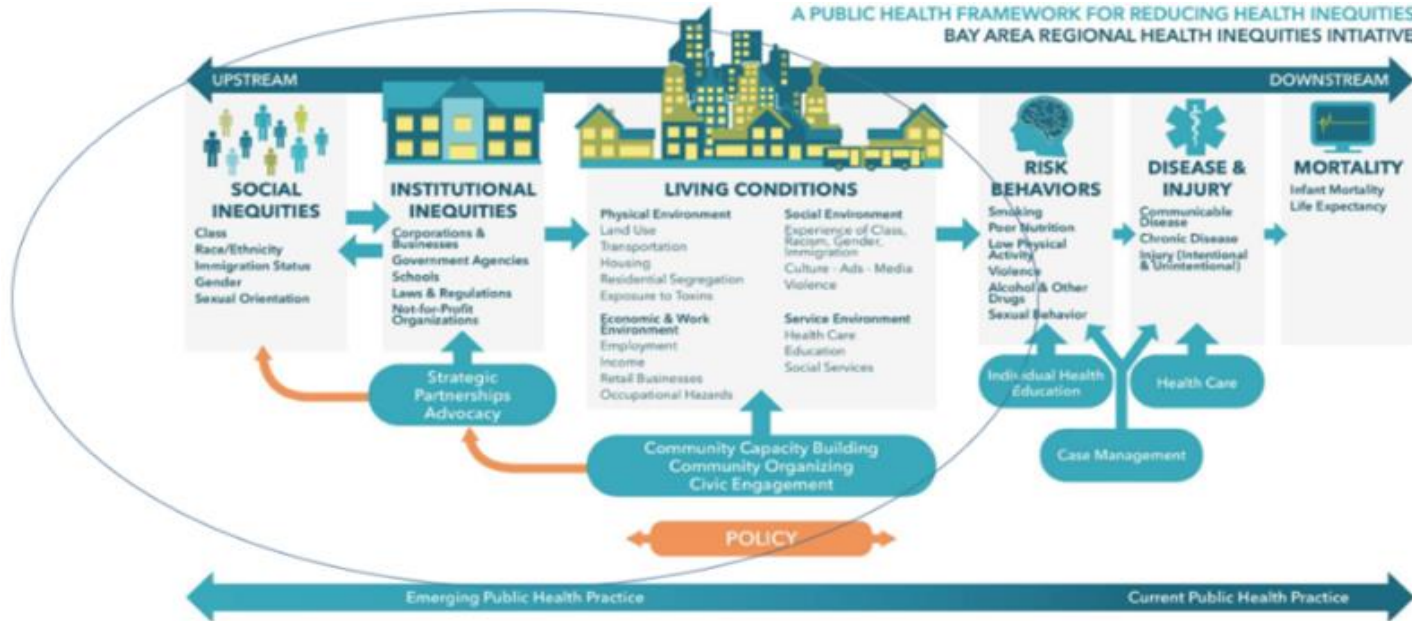 A PUBLIC HEALTH FRAMEWORK FOR REDUCING HEALTH INEQUITIES
BAY AREA REGIONAL HEALTH INEQUITIES INTIATIVE
UPSTREAM
DOWNSTREAM
SOCIAL
INEQUITIES
Class
Race/Ethnicity
Immigration Status
Gender
Sexual Orientation
INSTITUTIONAL
INEQUITIES
Corporations &
Businesses
Government Agencies
Schools
Laws & Regulations
Not-for-Profit
Organizations
LIVING CONDITIONS
Physical Environment
Land Use
Transportation
Housing
Residential Segregation
Exposure to Toxins
Economic & Work
Environment
Employment
Income
Retail Businesses
Occupational Hazards
Social Environment
Experience of Class,
Racism, Gender,
Immigration
Culture - Ads - Media
Violence
Service Environment
Health Care
Education
Social Services
RISK
BEHAVIORS
Smoking
Poor Nutrition
Low Physical
Activity
Violence
Alcohol & Other
Drugs
Sexual Behavior
DISEASE &
INJURY
Communicable
Disease
Chronic Disease
Injury (Intentional
& Unintentional)
MORTALITY
Infant Mortality
Life Expectancy
Strategic
Partnerships
Advocacy
Community Capacity Building
Community Organizing
Civic Engagement
Individual Health
Education
Health Care
Case Management
POLICY
Emerging Public Health Practice
Current Public Health Practice